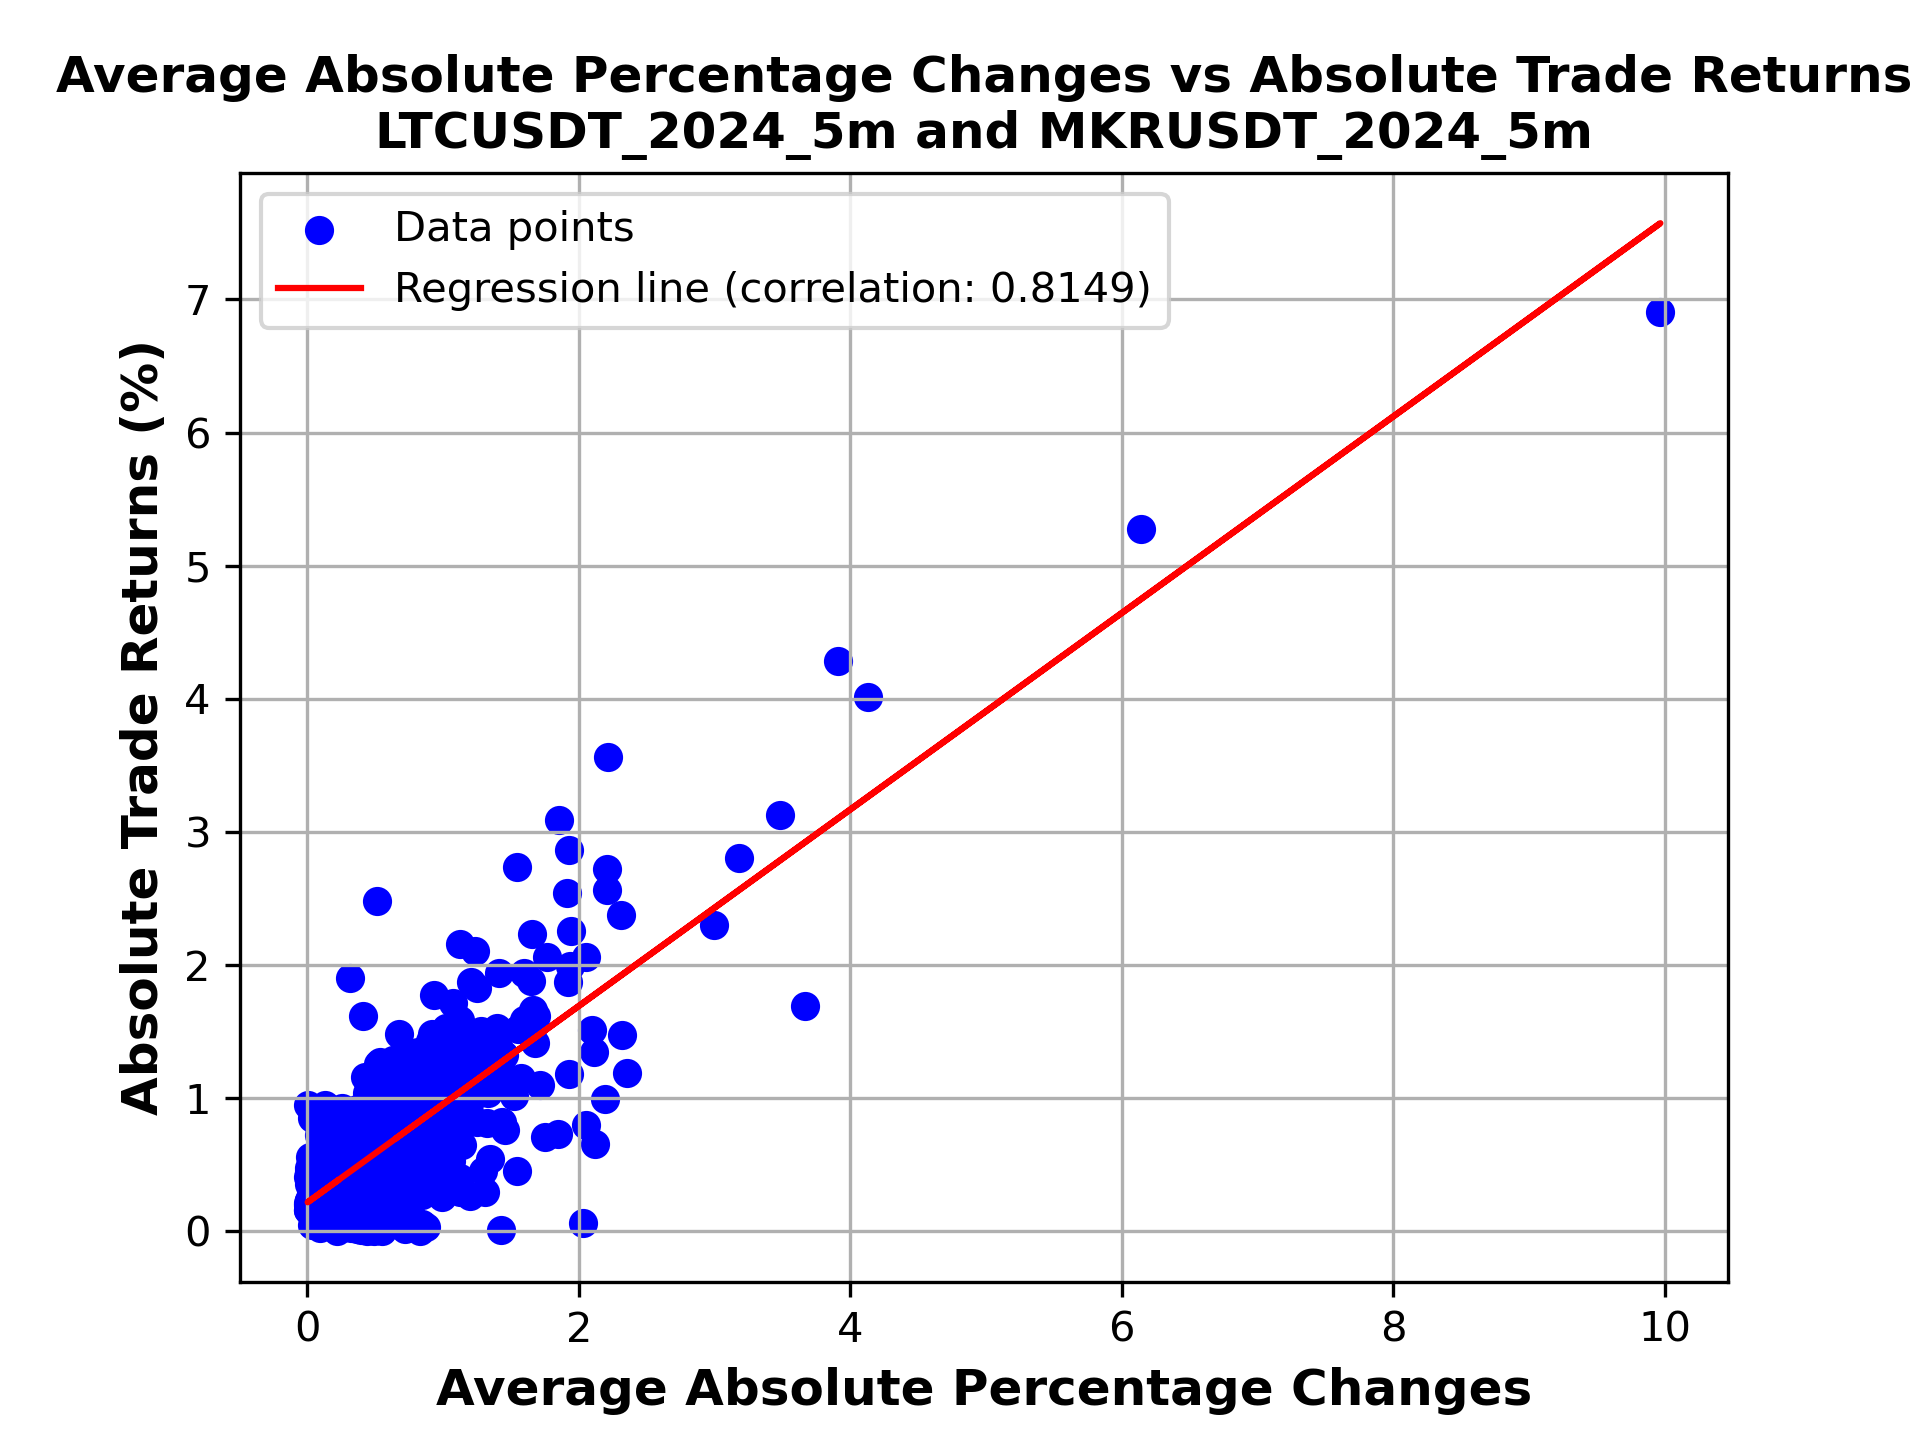 Average Absolute Percentage Changes vs Absolute Trade Returns
LTCUSDT_2024_5m and MKRUSDT_2024_5m
Data points
Regression line (correlation: 0.8149)
Absolute Trade Returns (%)
7
6
5
4
3
2
1
0
0 2 4 6 8 10
Average Absolute Percentage Changes